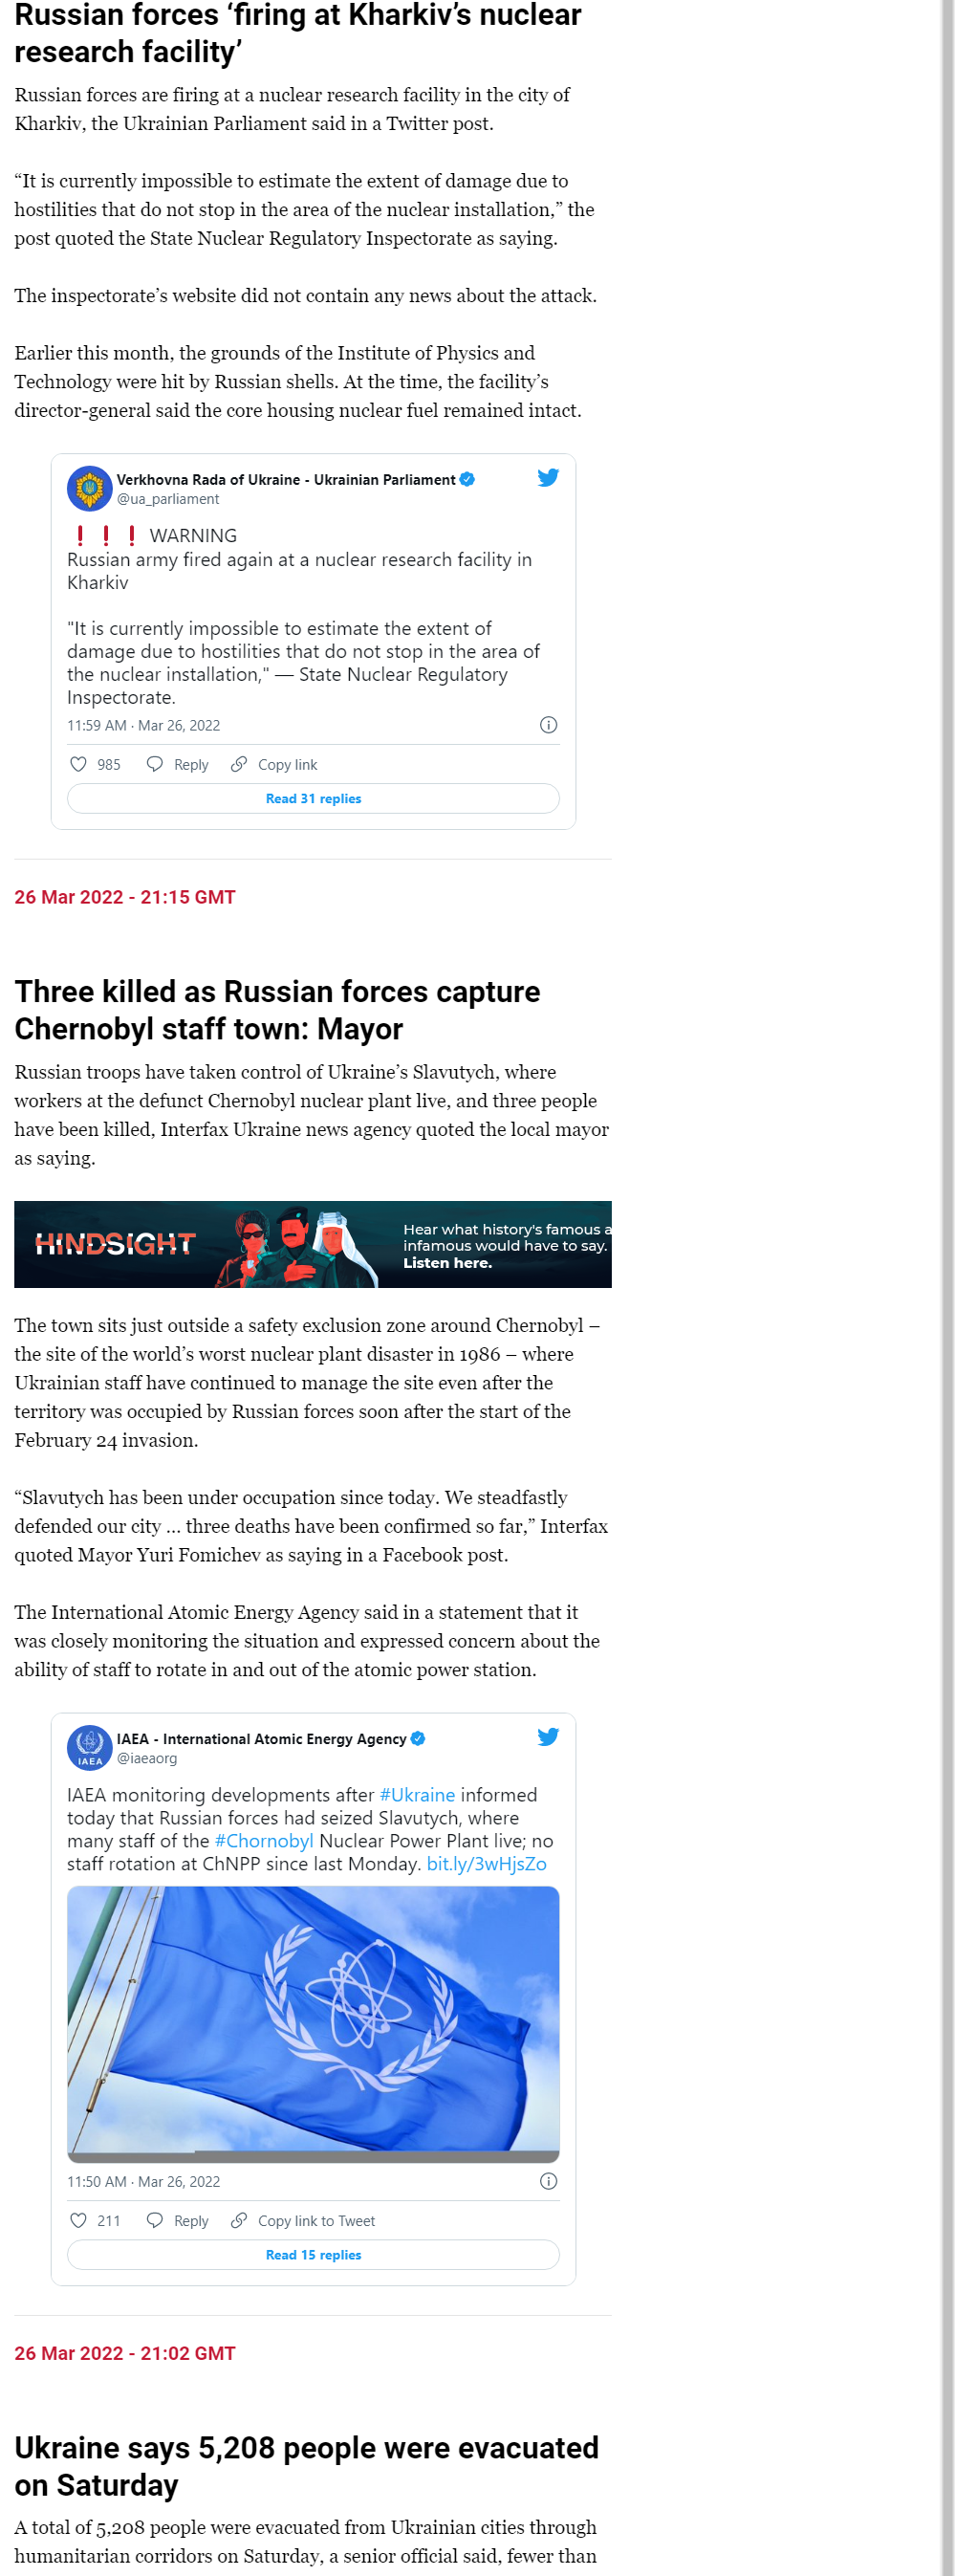 Russian forces ‘firing at Kharkiv’s nuclear
research facility’
Russian forces are firing at a nuclear research facility in the city of
Kharkiv, the Ukrainian Parliament said in a Twitter post.
“It is currently impossible to estimate the extent of damage due to
hostilities that do not stop in the area of the nuclear installation,” the
post quoted the State Nuclear Regulatory Inspectorate as saying.
The inspectorate’s website did not contain any news about the attack.
Earlier this month, the grounds of the Institute of Physics and
Technology were hit by Russian shells. At the time, the facility’s
director-general said the core housing nuclear fuel remained intact.
Verkhovna Rada of Ukraine - Ukrainian Parliament
@ua_parliament
❗❗❗ WARNING
Russian army fired again at a nuclear research facility in
Kharkiv
"It is currently impossible to estimate the extent of
damage due to hostilities that do not stop in the area of
the nuclear installation," — State Nuclear Regulatory
Inspectorate.
11:59 AM · Mar 26, 2022
985 Reply Copy link
Read 31 replies
26 Mar 2022 - 21:15 GMT
Three killed as Russian forces capture
Chernobyl staff town: Mayor
Russian troops have taken control of Ukraine’s Slavutych, where
workers at the defunct Chernobyl nuclear plant live, and three people
have been killed, Interfax Ukraine news agency quoted the local mayor
as saying.
HINDSIGHT
Hear what history's famous a
infamous would have to say.
Listen here.
The town sits just outside a safety exclusion zone around Chernobyl –
the site of the world’s worst nuclear plant disaster in 1986 – where
Ukrainian staff have continued to manage the site even after the
territory was occupied by Russian forces soon after the start of the
February 24 invasion.
“Slavutych has been under occupation since today. We steadfastly
defended our city … three deaths have been confirmed so far,” Interfax
quoted Mayor Yuri Fomichev as saying in a Facebook post.
The International Atomic Energy Agency said in a statement that it
was closely monitoring the situation and expressed concern about the
ability of staff to rotate in and out of the atomic power station.
IAEA
IAEA - International Atomic Energy Agency
@iaeaorg
IAEA monitoring developments after #Ukraine informed
today that Russian forces had seized Slavutych, where
many staff of the #Chornobyl Nuclear Power Plant live; no
staff rotation at ChNPP since last Monday. bit.ly/3wHjsZo
11:50 AM · Mar 26, 2022
211 Reply Copy link to Tweet
Read 15 replies
26 Mar 2022 - 21:02 GMT
Ukraine says 5,208 people were evacuated
on Saturday
A total of 5,208 people were evacuated from Ukrainian cities through
humanitarian corridors on Saturday, a senior official said, fewer than